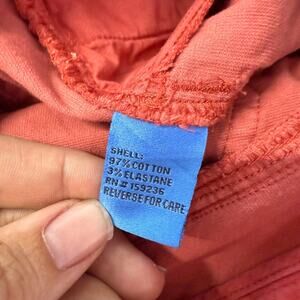 SHELL:
97% COTTON
3% ELASTANE
RN# 159236
REVERSE FOR CARE